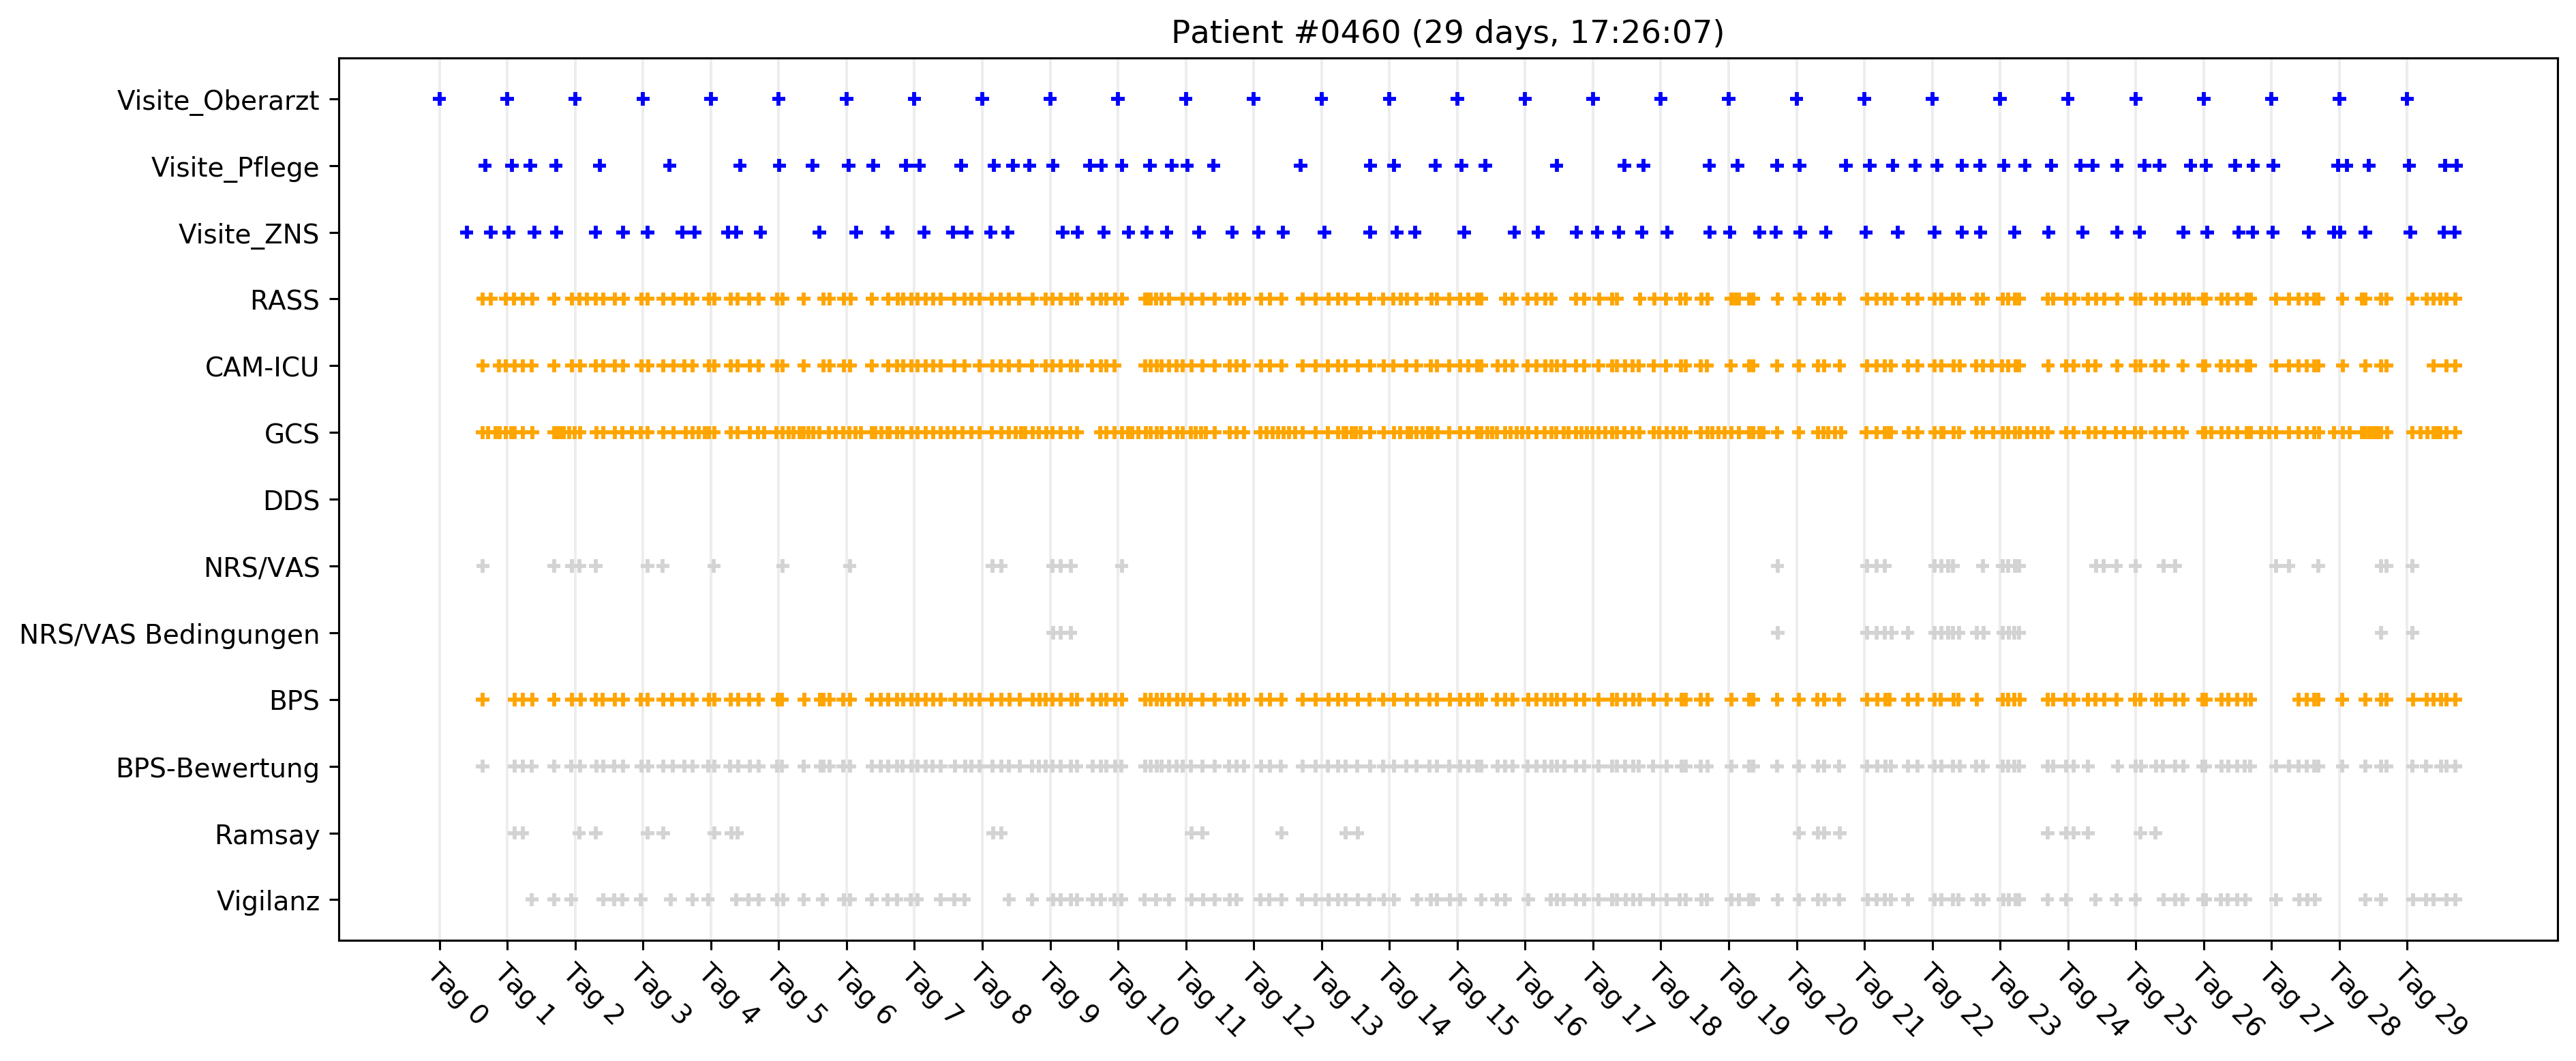 Patient #0460 (29 days, 17:26:07)
Visite_Oberarzt
Visite_Pflege
Visite_ZNS
RASS
CAM-ICU
GCS
DDS
NRS/VAS
NRS/VAS Bedingungen
BPS
BPS-Bewertung
Ramsay
Vigilanz
Tag 0
Tag 1
Tag 2
Tag 3
Tag 4
Tag 5
Tag 6
Tag 7
Tag 8
Tag 9
Tag 10
Tag 11
Tag 12
Tag 13
Tag 14
Tag 15
Tag 16
Tag 17
Tag 18
Tag 19
Tag 20
Tag 21
Tag 22
Tag 23
Tag 24
Tag 25
Tag 26
Tag 27
Tag 28
Tag 29